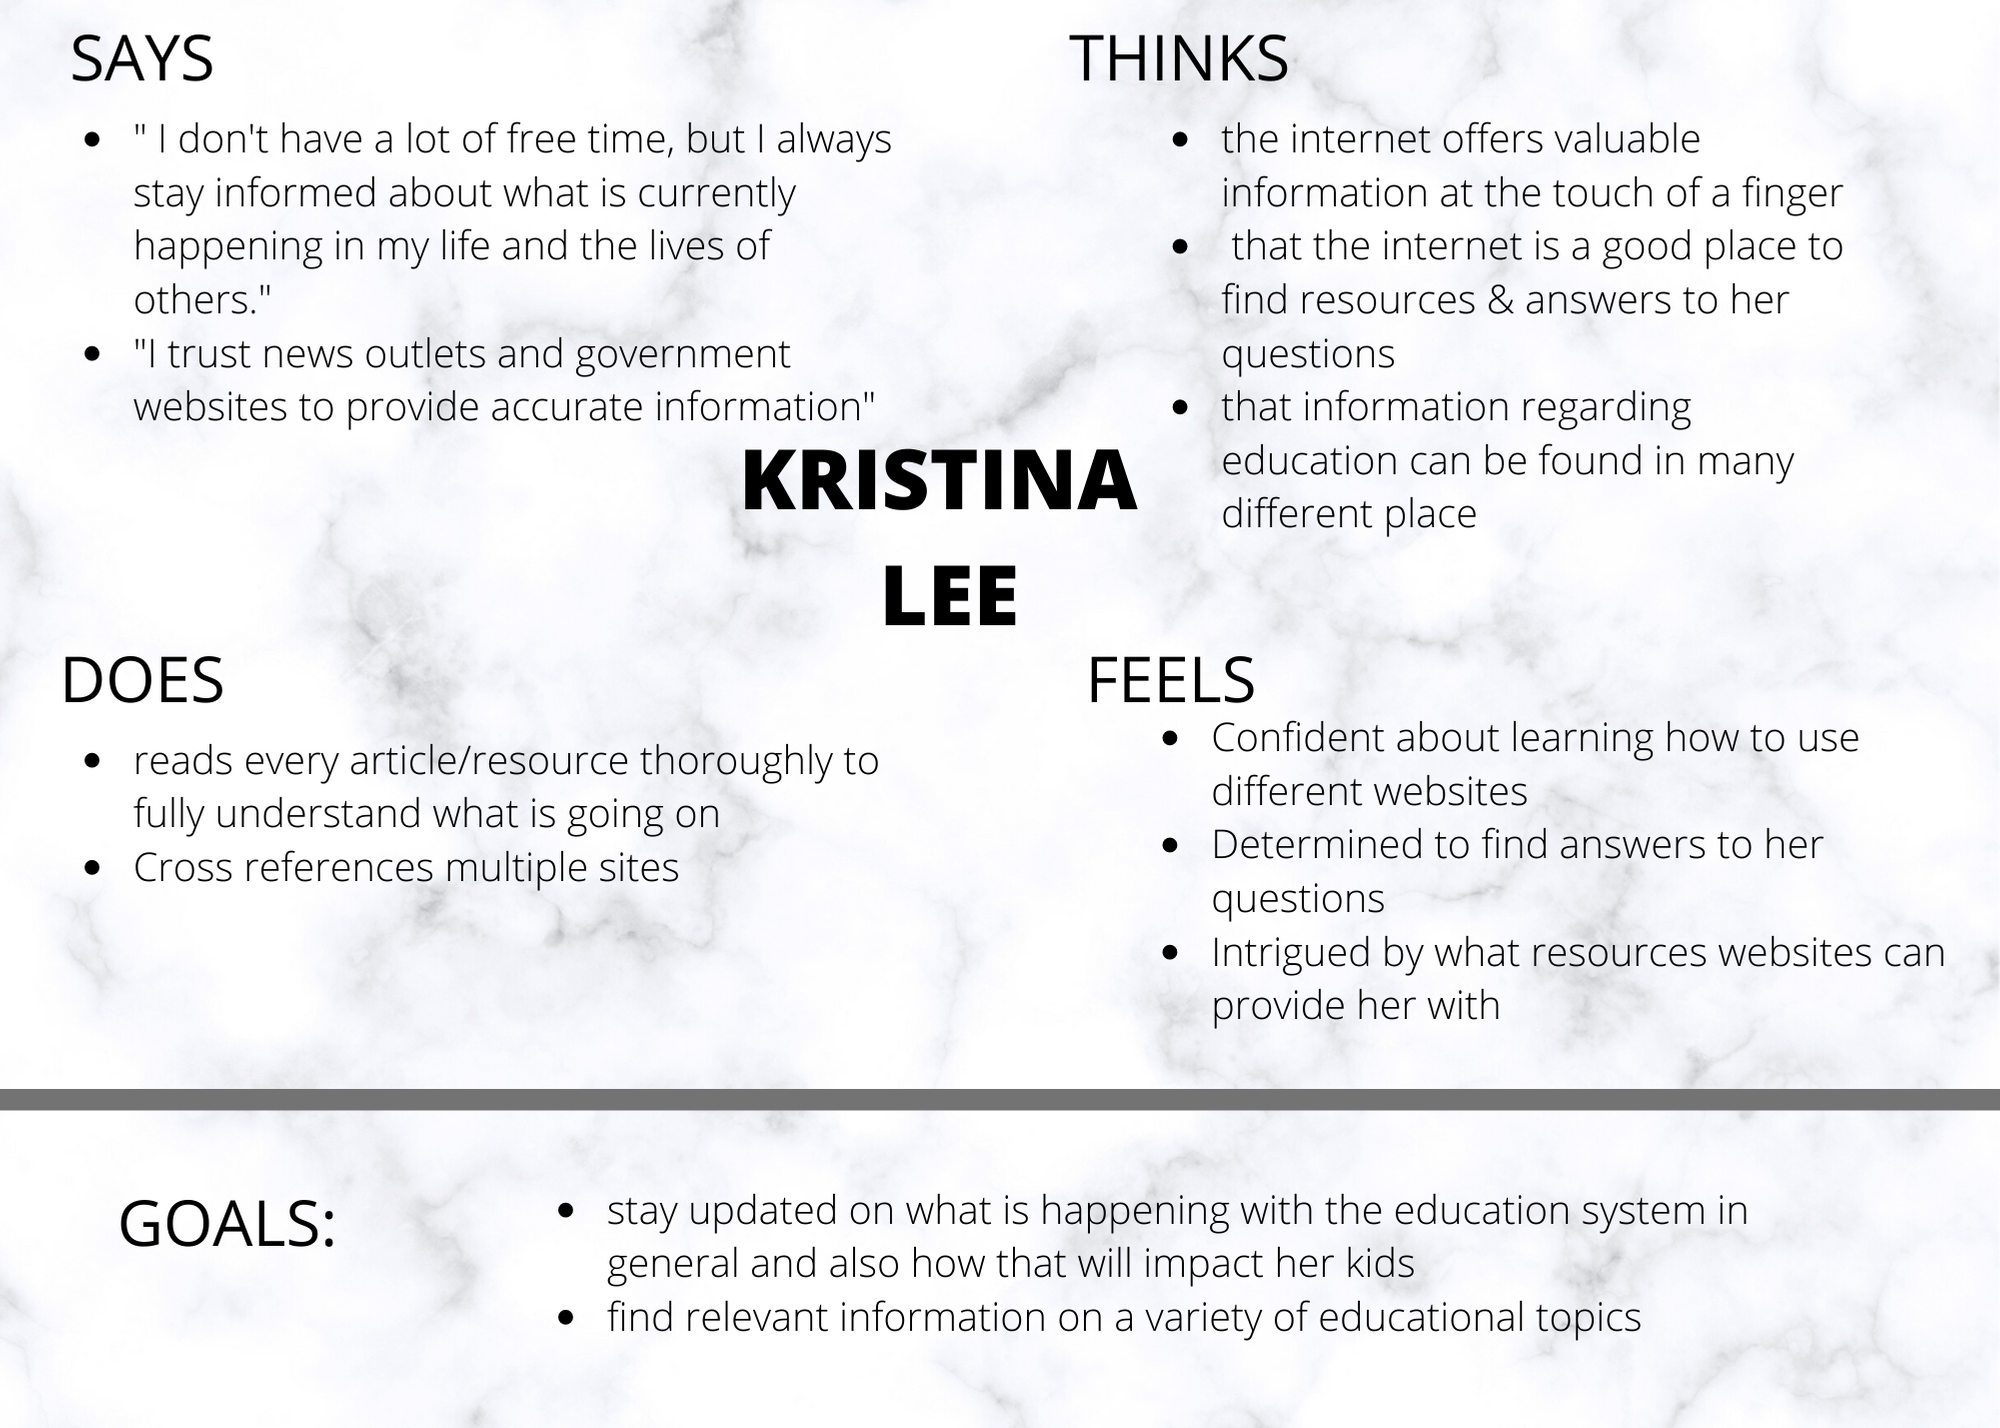 SAYS
" I don't have a lot of free time, but I always
stay informed about what is currently
happening in my life and the lives of
others."
"I trust news outlets and government
websites to provide accurate information"
THINKS
the internet offers valuable
information at the touch of a finger
that the internet is a good place to
find resources & answers to her
questions
that information regarding
education can be found in many
different place
KRISTINA
LEE
DOES
reads every article/resource thoroughly to
fully understand what is going on
Cross references multiple sites
FEELS
Confident about learning how to use
different websites
Determined to find answers to her
questions
Intrigued by what resources websites can
provide her with
GOALS:
stay updated on what is happening with the education system in
general and also how that will impact her kids
find relevant information on a variety of educational topics